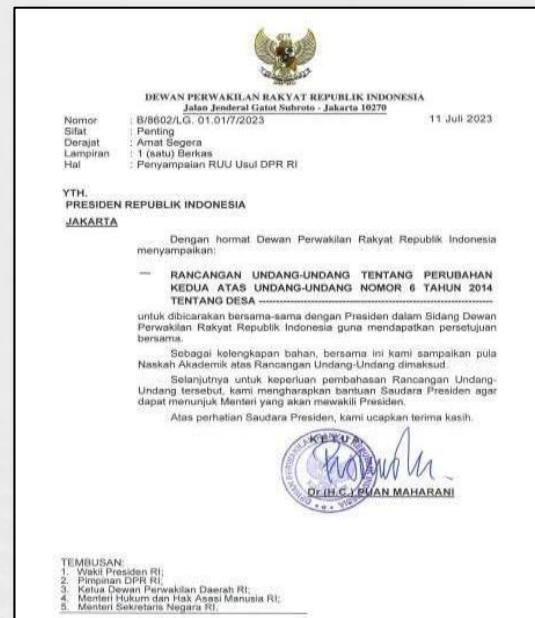 DEWAN PERWAKILAN RAKYAT REPUBLIK INDONESIA
Jalan Jenderal Gatot Subroto - Jakarta 10270
Nomor : B/8602/LG. 01.01/7/2023 11 Juli 2023
Sifat : Penting
Derajat : Amat Segera
Lampiran : 1 (satu) Berkas
Hal : Penyampaian RUU Usul DPR RI
YTH.
PRESIDEN REPUBLIK INDONESIA
JAKARTA
Dengan hormat Dewan Perwakilan Rakyat Republik Indonesia
menyampaikan:
— RANCANGAN UNDANG-UNDANG TENTANG PERUBAHAN
KEDUA ATAS UNDANG-UNDANG NOMOR 6 TAHUN 2014
TENTANG DESA ----------------------------------------------------------------
untuk dibicarakan bersama-sama dengan Presiden dalam Sidang Dewan
Perwakilan Rakyat Republik Indonesia guna mendapatkan persetujuan
bersama.
Sebagai kelengkapan bahan, bersama ini kami sampaikan pula
Naskah Akademik atas Rancangan Undang-Undang dimaksud.
Selanjutnya untuk keperluan pembahasan Rancangan Undang-
Undang tersebut, kami mengharapkan bantuan Saudara Presiden agar
dapat menunjuk Menteri yang akan mewakili Presiden.
Atas perhatian Saudara Presiden, kami ucapkan terima kasih.
KETUA
Dr.(H.C.) PUAN MAHARANI
TEMBUSAN:
1. Wakil Presiden RI;
2. Pimpinan DPR RI;
3. Ketua Dewan Perwakilan Daerah RI;
4. Menteri Hukum dan Hak Asasi Manusia RI;
5. Menteri Sekretaris Negara RI.